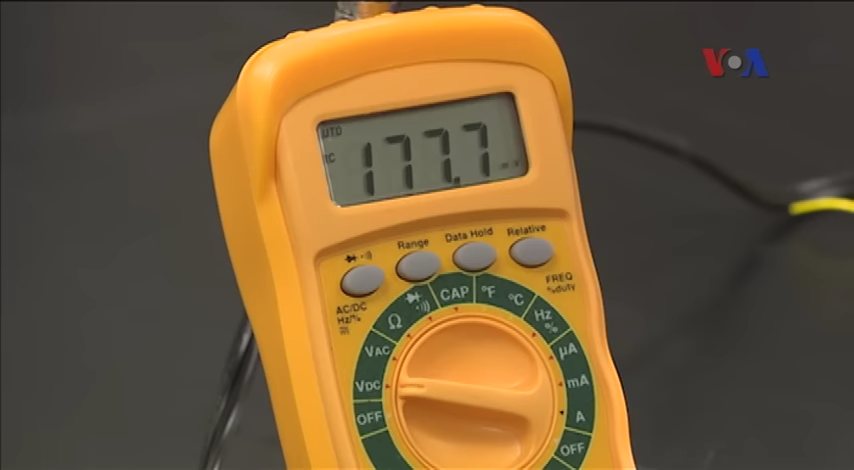 VOA
UTO
177.7
Range
Data Hold
Relative
AC/DC
Hz/%
FREQ
%duty
Ω
CAP
°F
°C
Hz
%
VAC
VDC
OFF
µA
mA
A
OFF